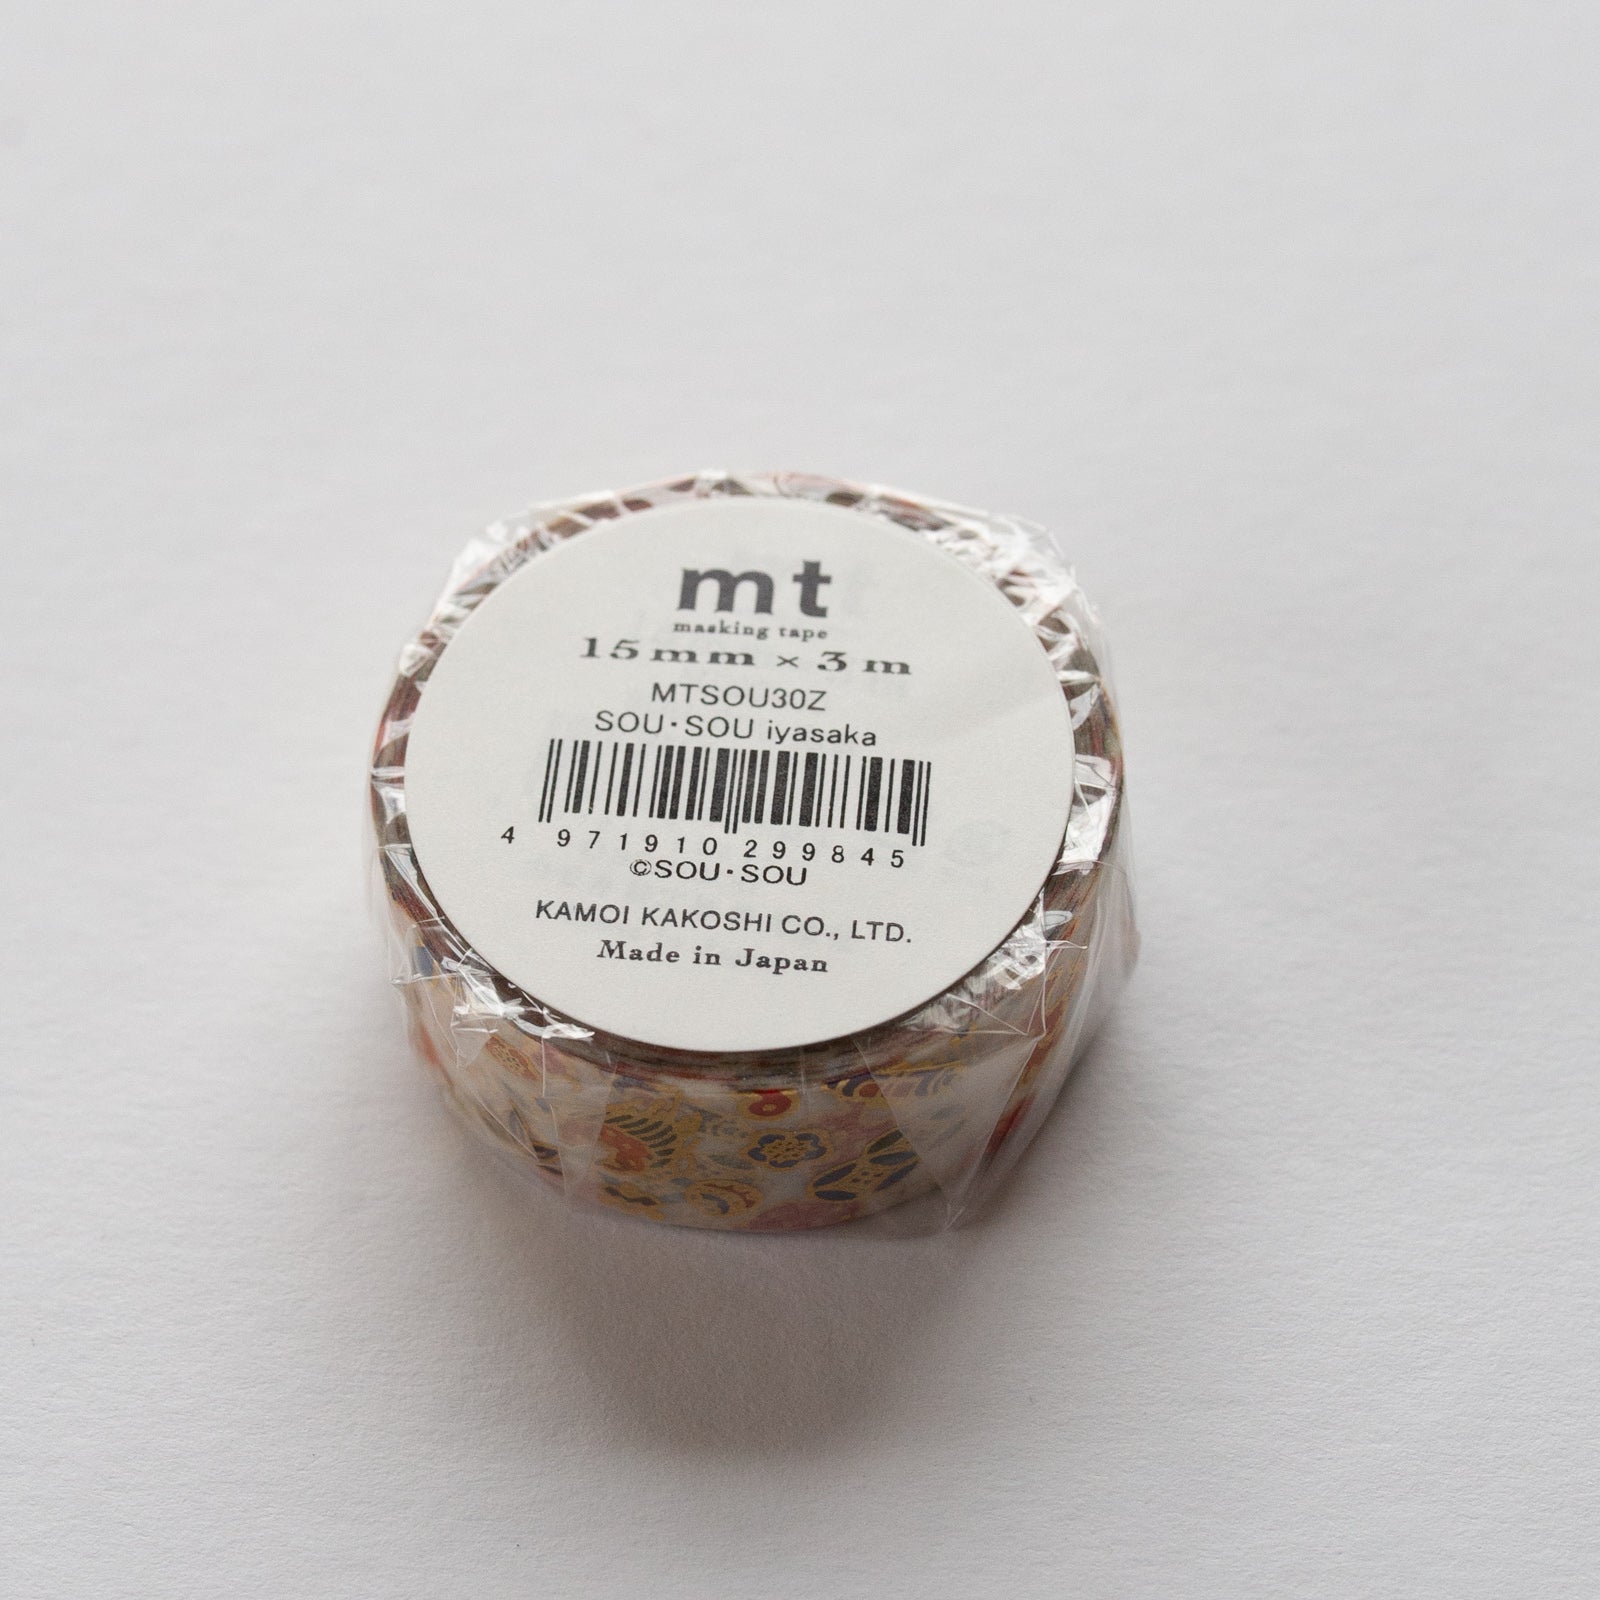 mt
masking tape
15mm × 3m
MTSOU30Z
SOU・SOU iyasaka
4 971910 299845
©SOU・SOU
KAMOI KAKOSHI CO., LTD.
Made in Japan